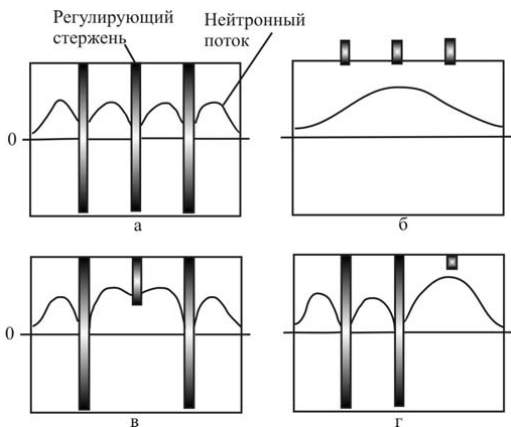 Регулирующий
стержень
Нейтронный
поток
0
а
б
0
в
г